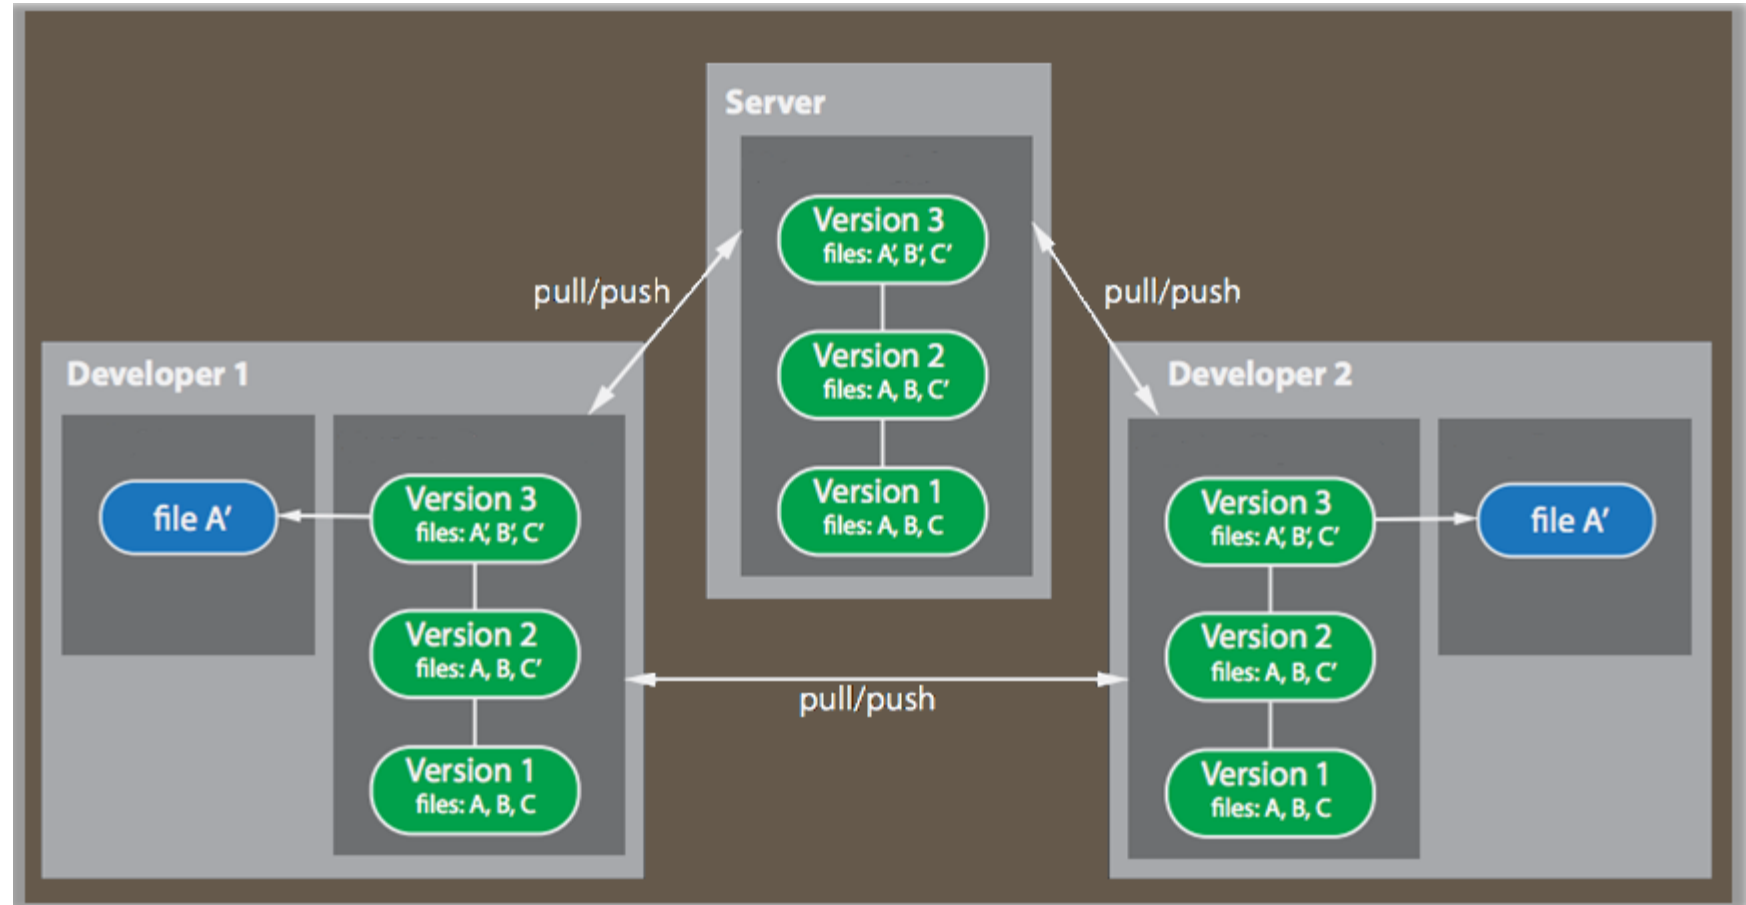 Server
Version 3
files: A', B', C'
Version 2
files: A, B, C'
Version 1
files: A, B, C
pull/push
pull/push
Developer 1
file A'
Version 3
files: A', B', C'
Version 2
files: A, B, C'
Version 1
files: A, B, C
pull/push
Developer 2
Version 3
files: A', B', C'
Version 2
files: A, B, C'
Version 1
files: A, B, C
file A'